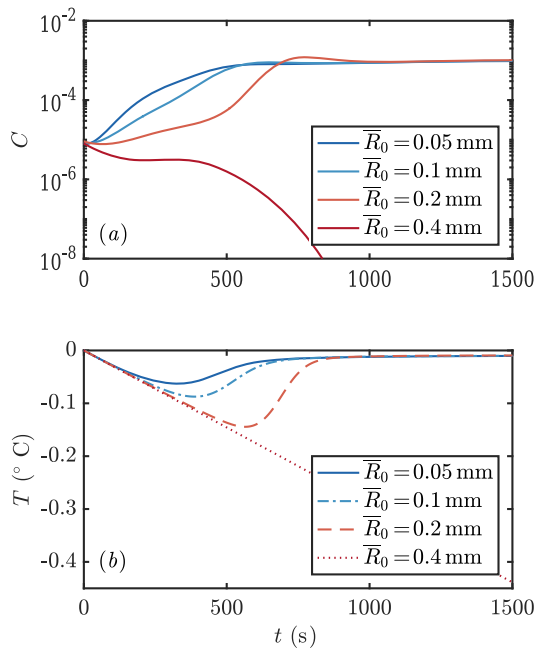 10⁻²
10⁻⁴
C
10⁻⁶
R̅₀ = 0.05 mm
R̅₀ = 0.1 mm
R̅₀ = 0.2 mm
R̅₀ = 0.4 mm
(a)
10⁻⁸
0 500 1000 1500
0
-0.1
-0.2
T (° C)
-0.3
R̅₀ = 0.05 mm
R̅₀ = 0.1 mm
R̅₀ = 0.2 mm
R̅₀ = 0.4 mm
-0.4
(b)
0 500 1000 1500
t (s)